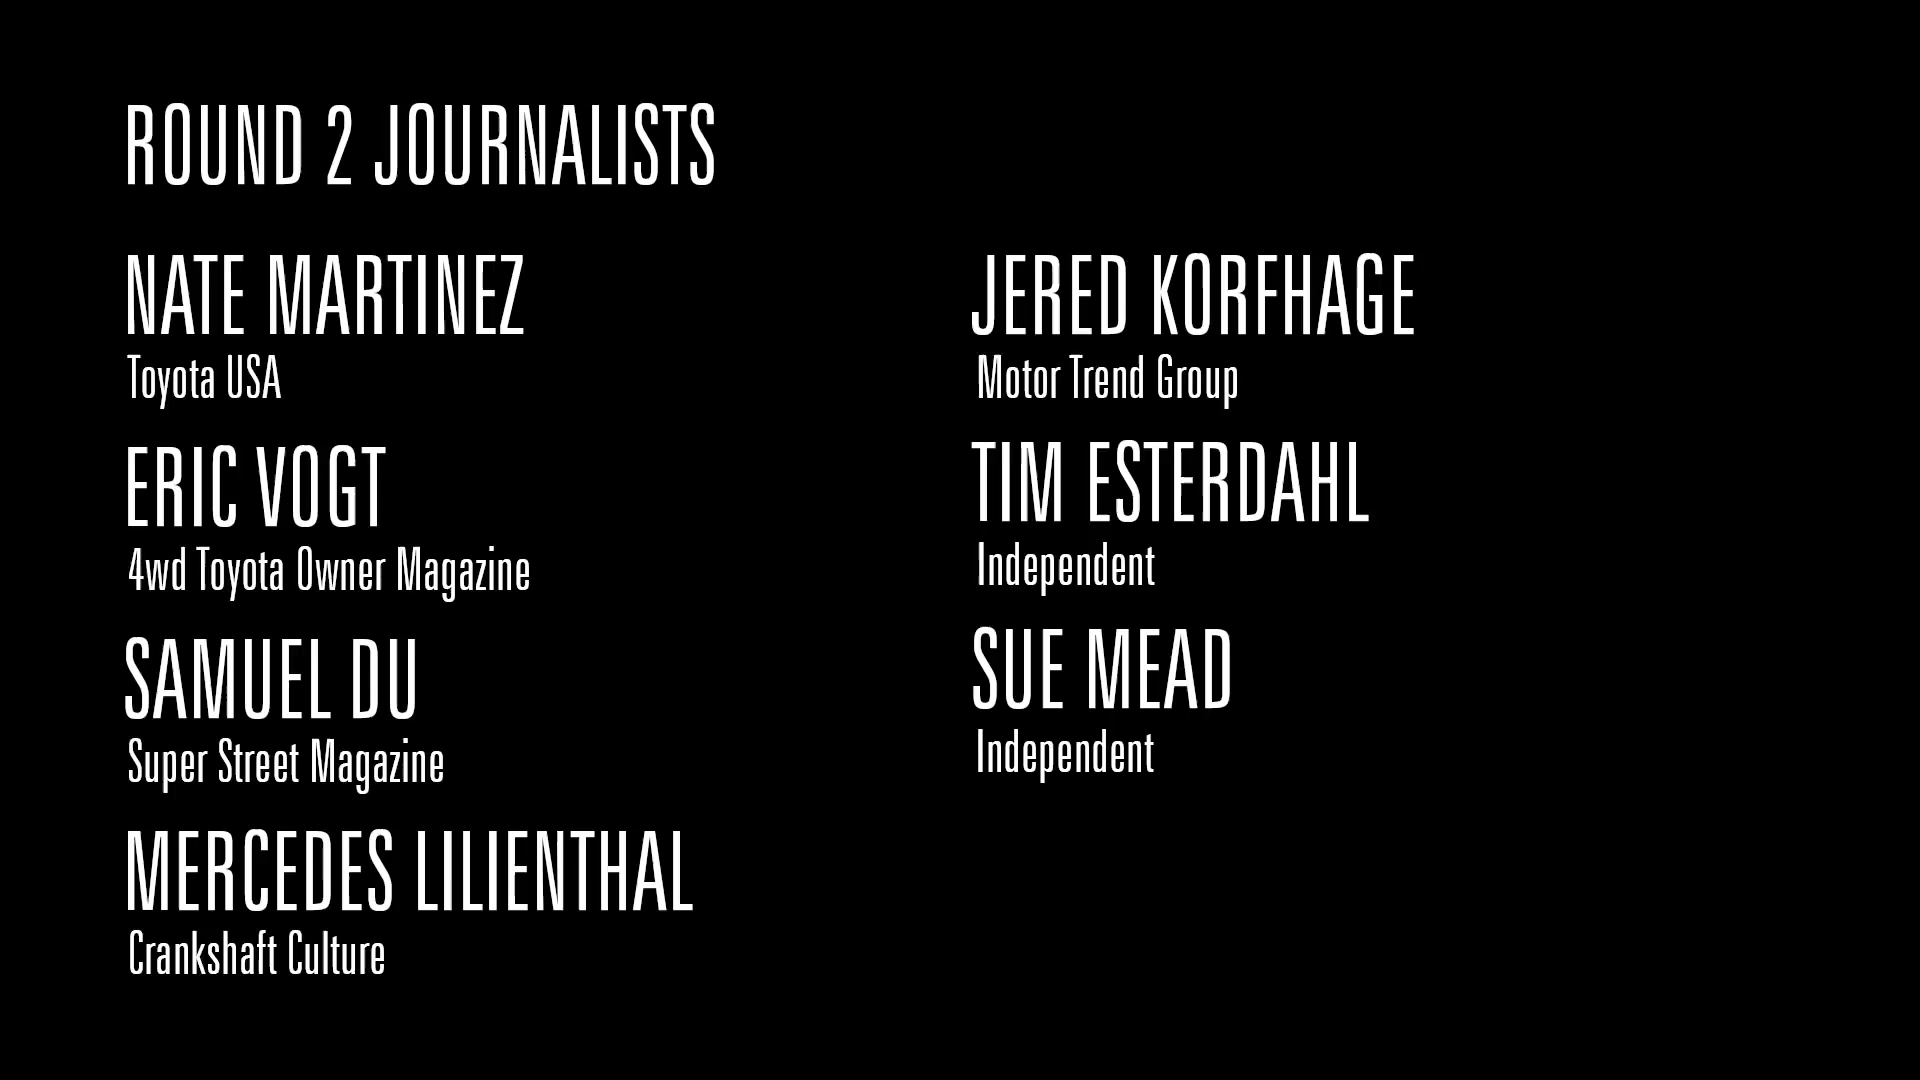 ROUND 2 JOURNALISTS
NATE MARTINEZ
Toyota USA
ERIC VOGT
4wd Toyota Owner Magazine
SAMUEL DU
Super Street Magazine
MERCEDES LILIENTHAL
Crankshaft Culture
JERED KORFHAGE
Motor Trend Group
TIM ESTERDAHL
Independent
SUE MEAD
Independent